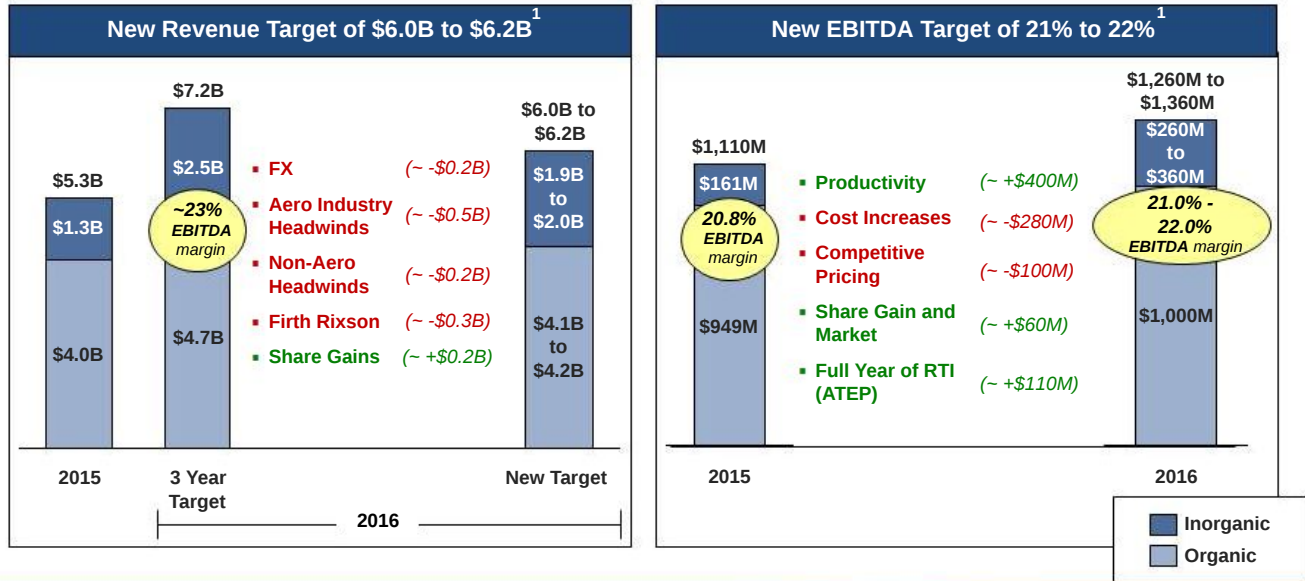 New Revenue Target of $6.0B to $6.2B1
$5.3B
$1.3B
$4.0B
2015
$7.2B
$2.5B
~23%
EBITDA
margin
$4.7B
3 Year
Target
▪ FX (~ -$0.2B)
▪ Aero Industry
Headwinds (~ -$0.5B)
▪ Non-Aero
Headwinds (~ -$0.2B)
▪ Firth Rixson (~ -$0.3B)
▪ Share Gains (~ +$0.2B)
$6.0B to
$6.2B
$1.9B
to
$2.0B
$4.1B
to
$4.2B
New Target
2016
New EBITDA Target of 21% to 22%1
$1,110M
$161M
20.8%
EBITDA
margin
$949M
2015
▪ Productivity (~ +$400M)
▪ Cost Increases (~ -$280M)
▪ Competitive
Pricing (~ -$100M)
▪ Share Gain and
Market (~ +$60M)
▪ Full Year of RTI
(ATEP) (~ +$110M)
$1,260M to
$1,360M
$260M
to
$360M
21.0% -
22.0%
EBITDA margin
$1,000M
2016
Inorganic
Organic